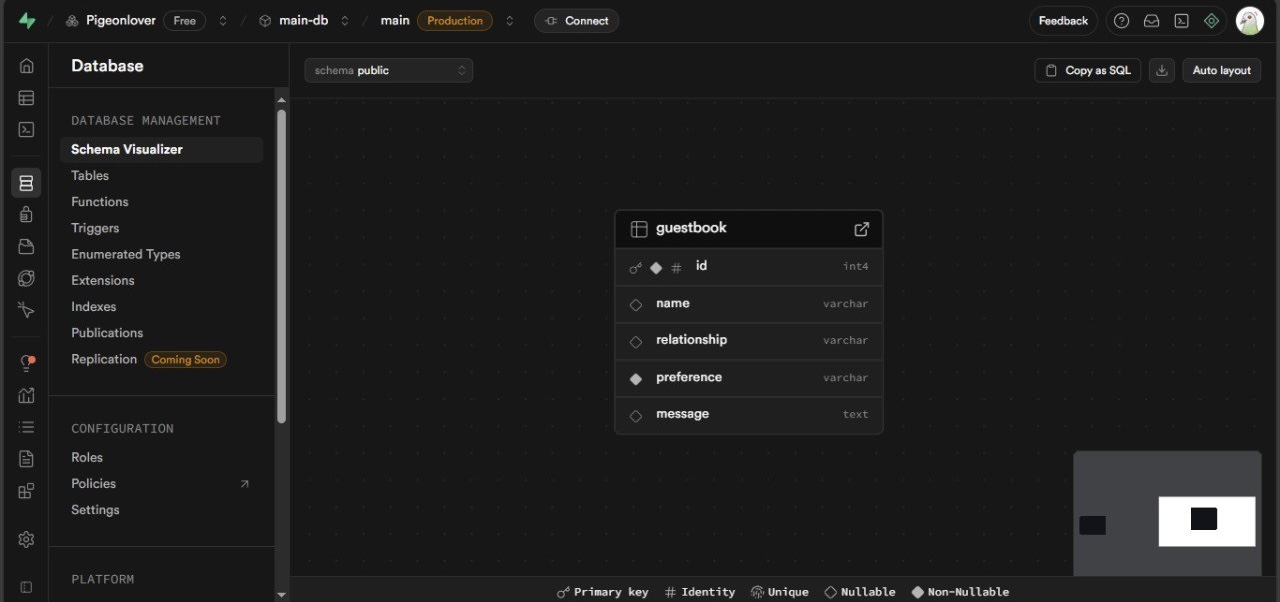 Pigeonlover Free / main-db / main Production Connect Feedback
Database
schema public Copy as SQL Auto layout
DATABASE MANAGEMENT
Schema Visualizer
Tables
Functions
Triggers
Enumerated Types
Extensions
Indexes
Publications
Replication Coming Soon
CONFIGURATION
Roles
Policies
Settings
PLATFORM
guestbook
# id int4
name varchar
relationship varchar
preference varchar
message text
Primary key # Identity Unique Nullable Non-Nullable